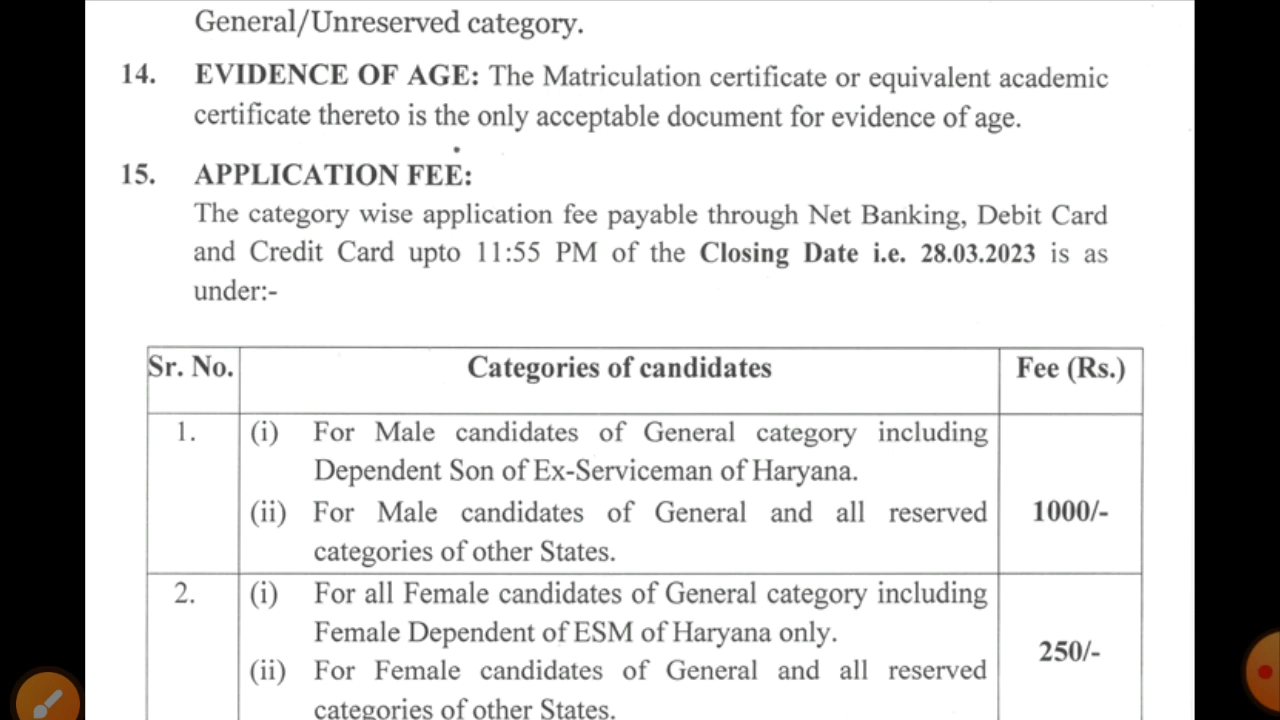 General/Unreserved category.
14. EVIDENCE OF AGE: The Matriculation certificate or equivalent academic
certificate thereto is the only acceptable document for evidence of age.
15. APPLICATION FEE:
The category wise application fee payable through Net Banking, Debit Card
and Credit Card upto 11:55 PM of the Closing Date i.e. 28.03.2023 is as
under:-
Sr. No. Categories of candidates Fee (Rs.)
1. (i) For Male candidates of General category including
Dependent Son of Ex-Serviceman of Haryana.
(ii) For Male candidates of General and all reserved 1000/-
categories of other States.
2. (i) For all Female candidates of General category including
Female Dependent of ESM of Haryana only.
250/-
(ii) For Female candidates of General and all reserved
categories of other States.